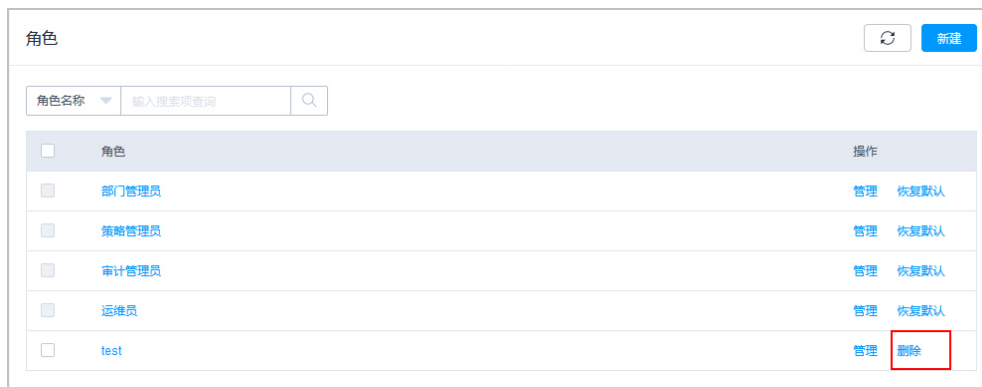 角色
新建
角色名称 输入搜索项查询
角色 操作
部门管理员 管理 恢复默认
策略管理员 管理 恢复默认
审计管理员 管理 恢复默认
运维员 管理 恢复默认
test 管理 删除